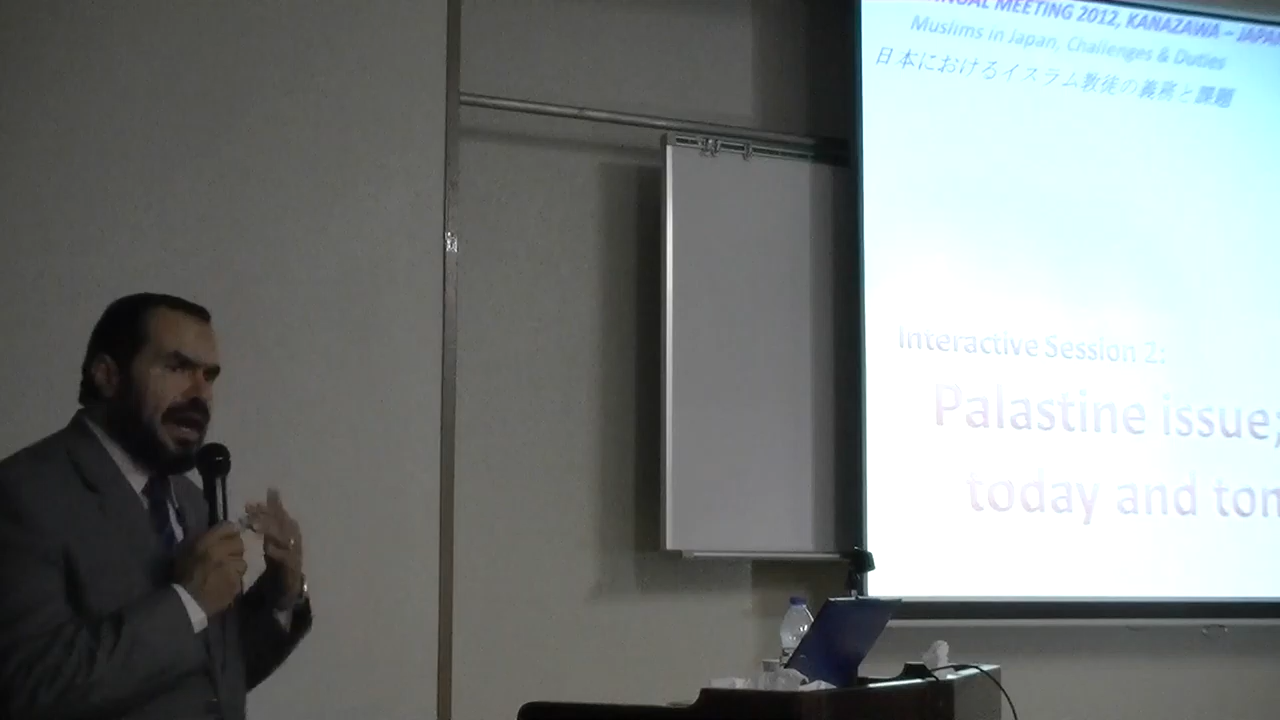 ANNUAL MEETING 2012, KANAZAWA – JAPAN
Muslims in Japan, Challenges & Duties
日本におけるイスラム教徒の義務と課題
Interactive Session 2:
Palastine issue;
today and tom